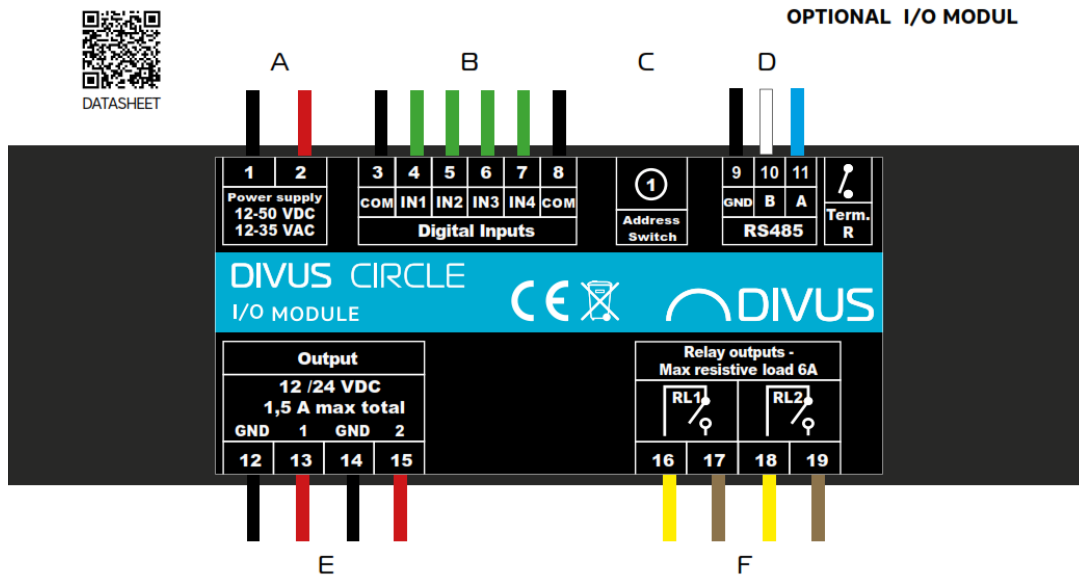 OPTIONAL I/O MODUL
DATASHEET
A B C D
1 2
Power supply
12-50 VDC
12-35 VAC
3 4 5 6 7 8
COM IN1 IN2 IN3 IN4 COM
Digital Inputs
1
Address
Switch
9 10 11
GND B A
RS485
Term.
R
DIVUS CIRCLE
I/O MODULE
CE
DIVUS
Output
12 /24 VDC
1,5 A max total
GND 1 GND 2
12 13 14 15
Relay outputs -
Max resistive load 6A
RL1 RL2
16 17 18 19
E F